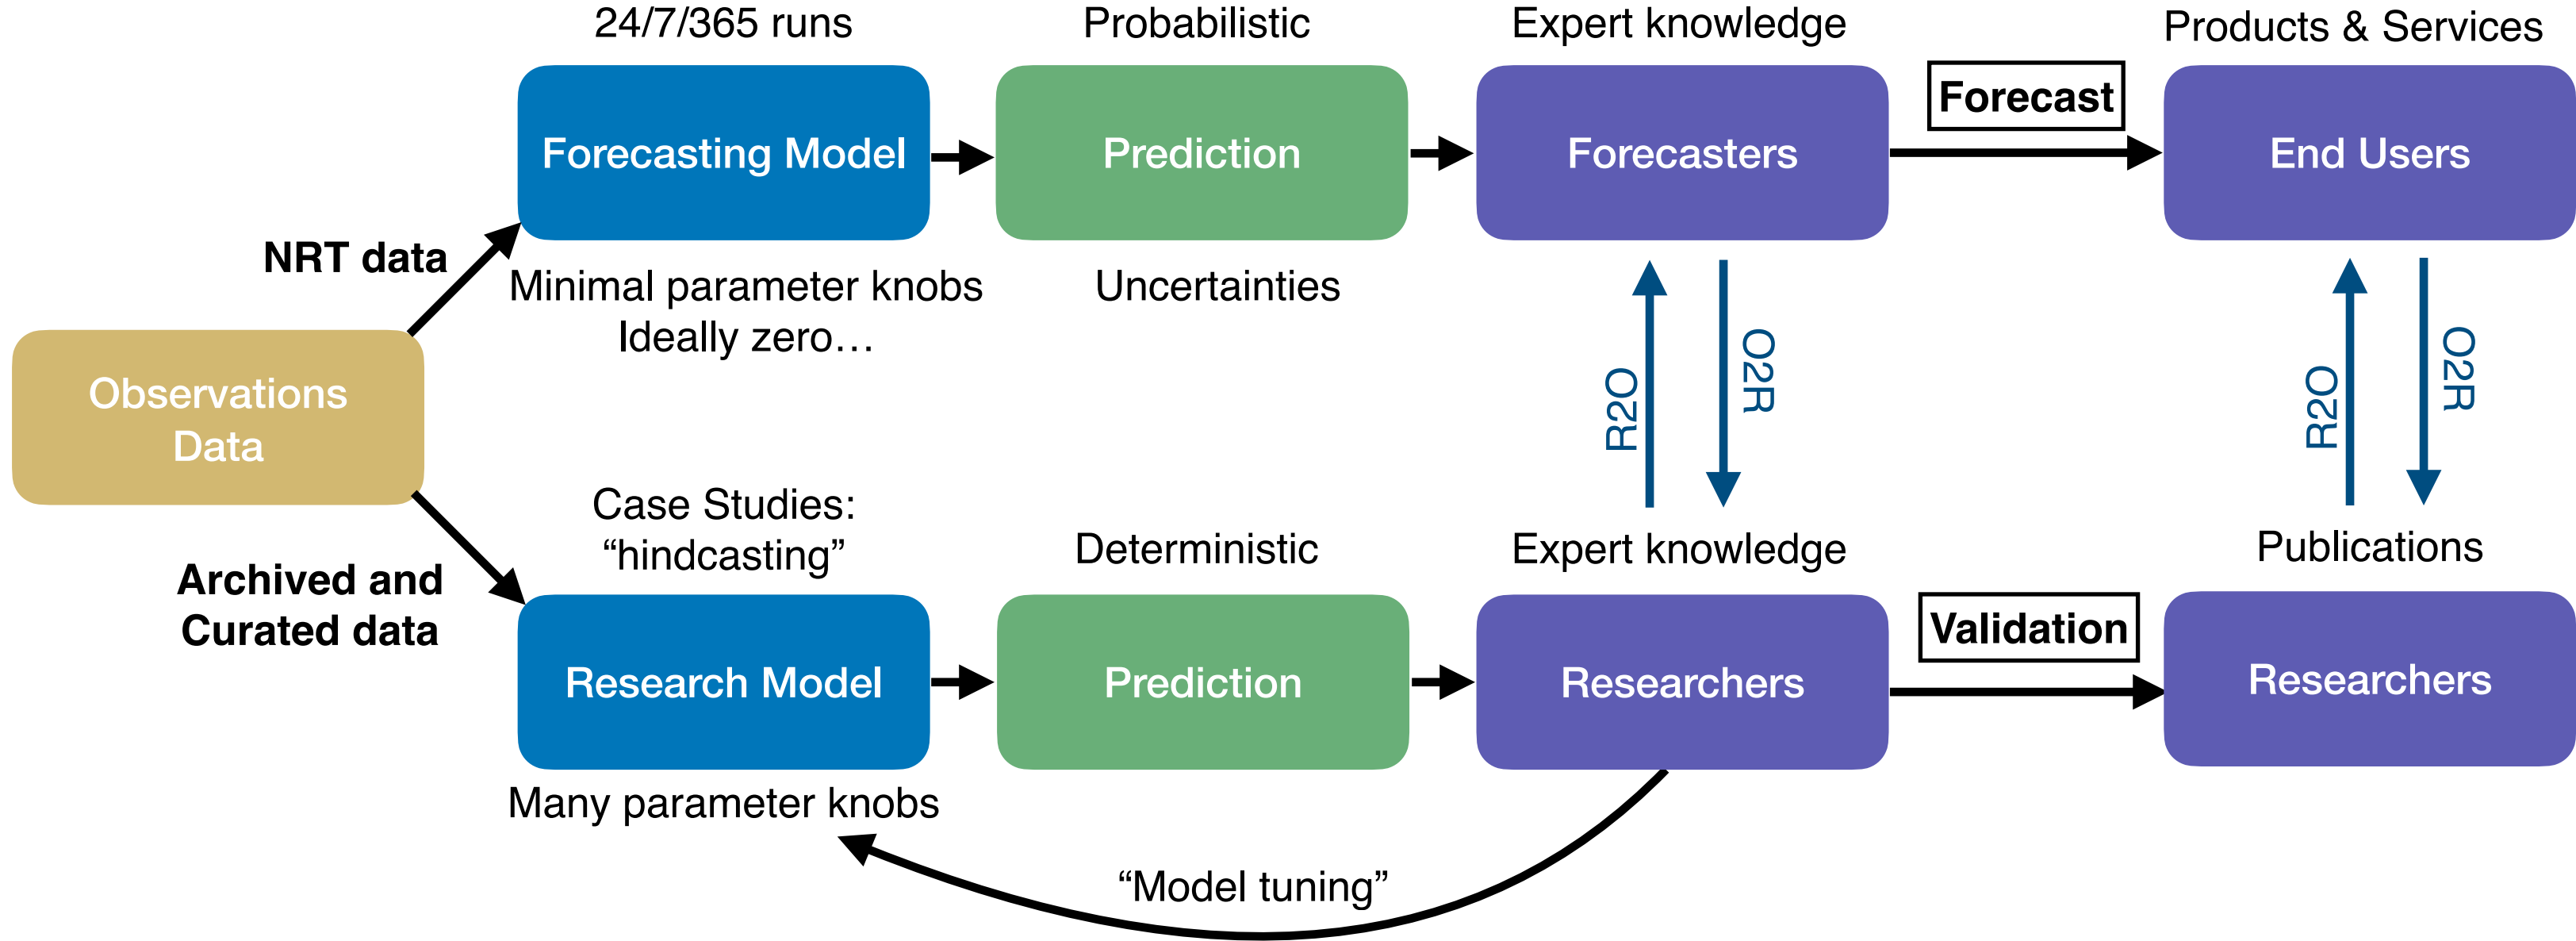 24/7/365 runs
Probabilistic
Expert knowledge
Products & Services
Forecasting Model
Prediction
Forecasters
Forecast
End Users
NRT data
Minimal parameter knobs
Ideally zero…
Uncertainties
R2O
O2R
R2O
O2R
Observations
Data
Archived and
Curated data
Case Studies:
“hindcasting”
Deterministic
Expert knowledge
Publications
Research Model
Prediction
Researchers
Validation
Researchers
Many parameter knobs
“Model tuning”